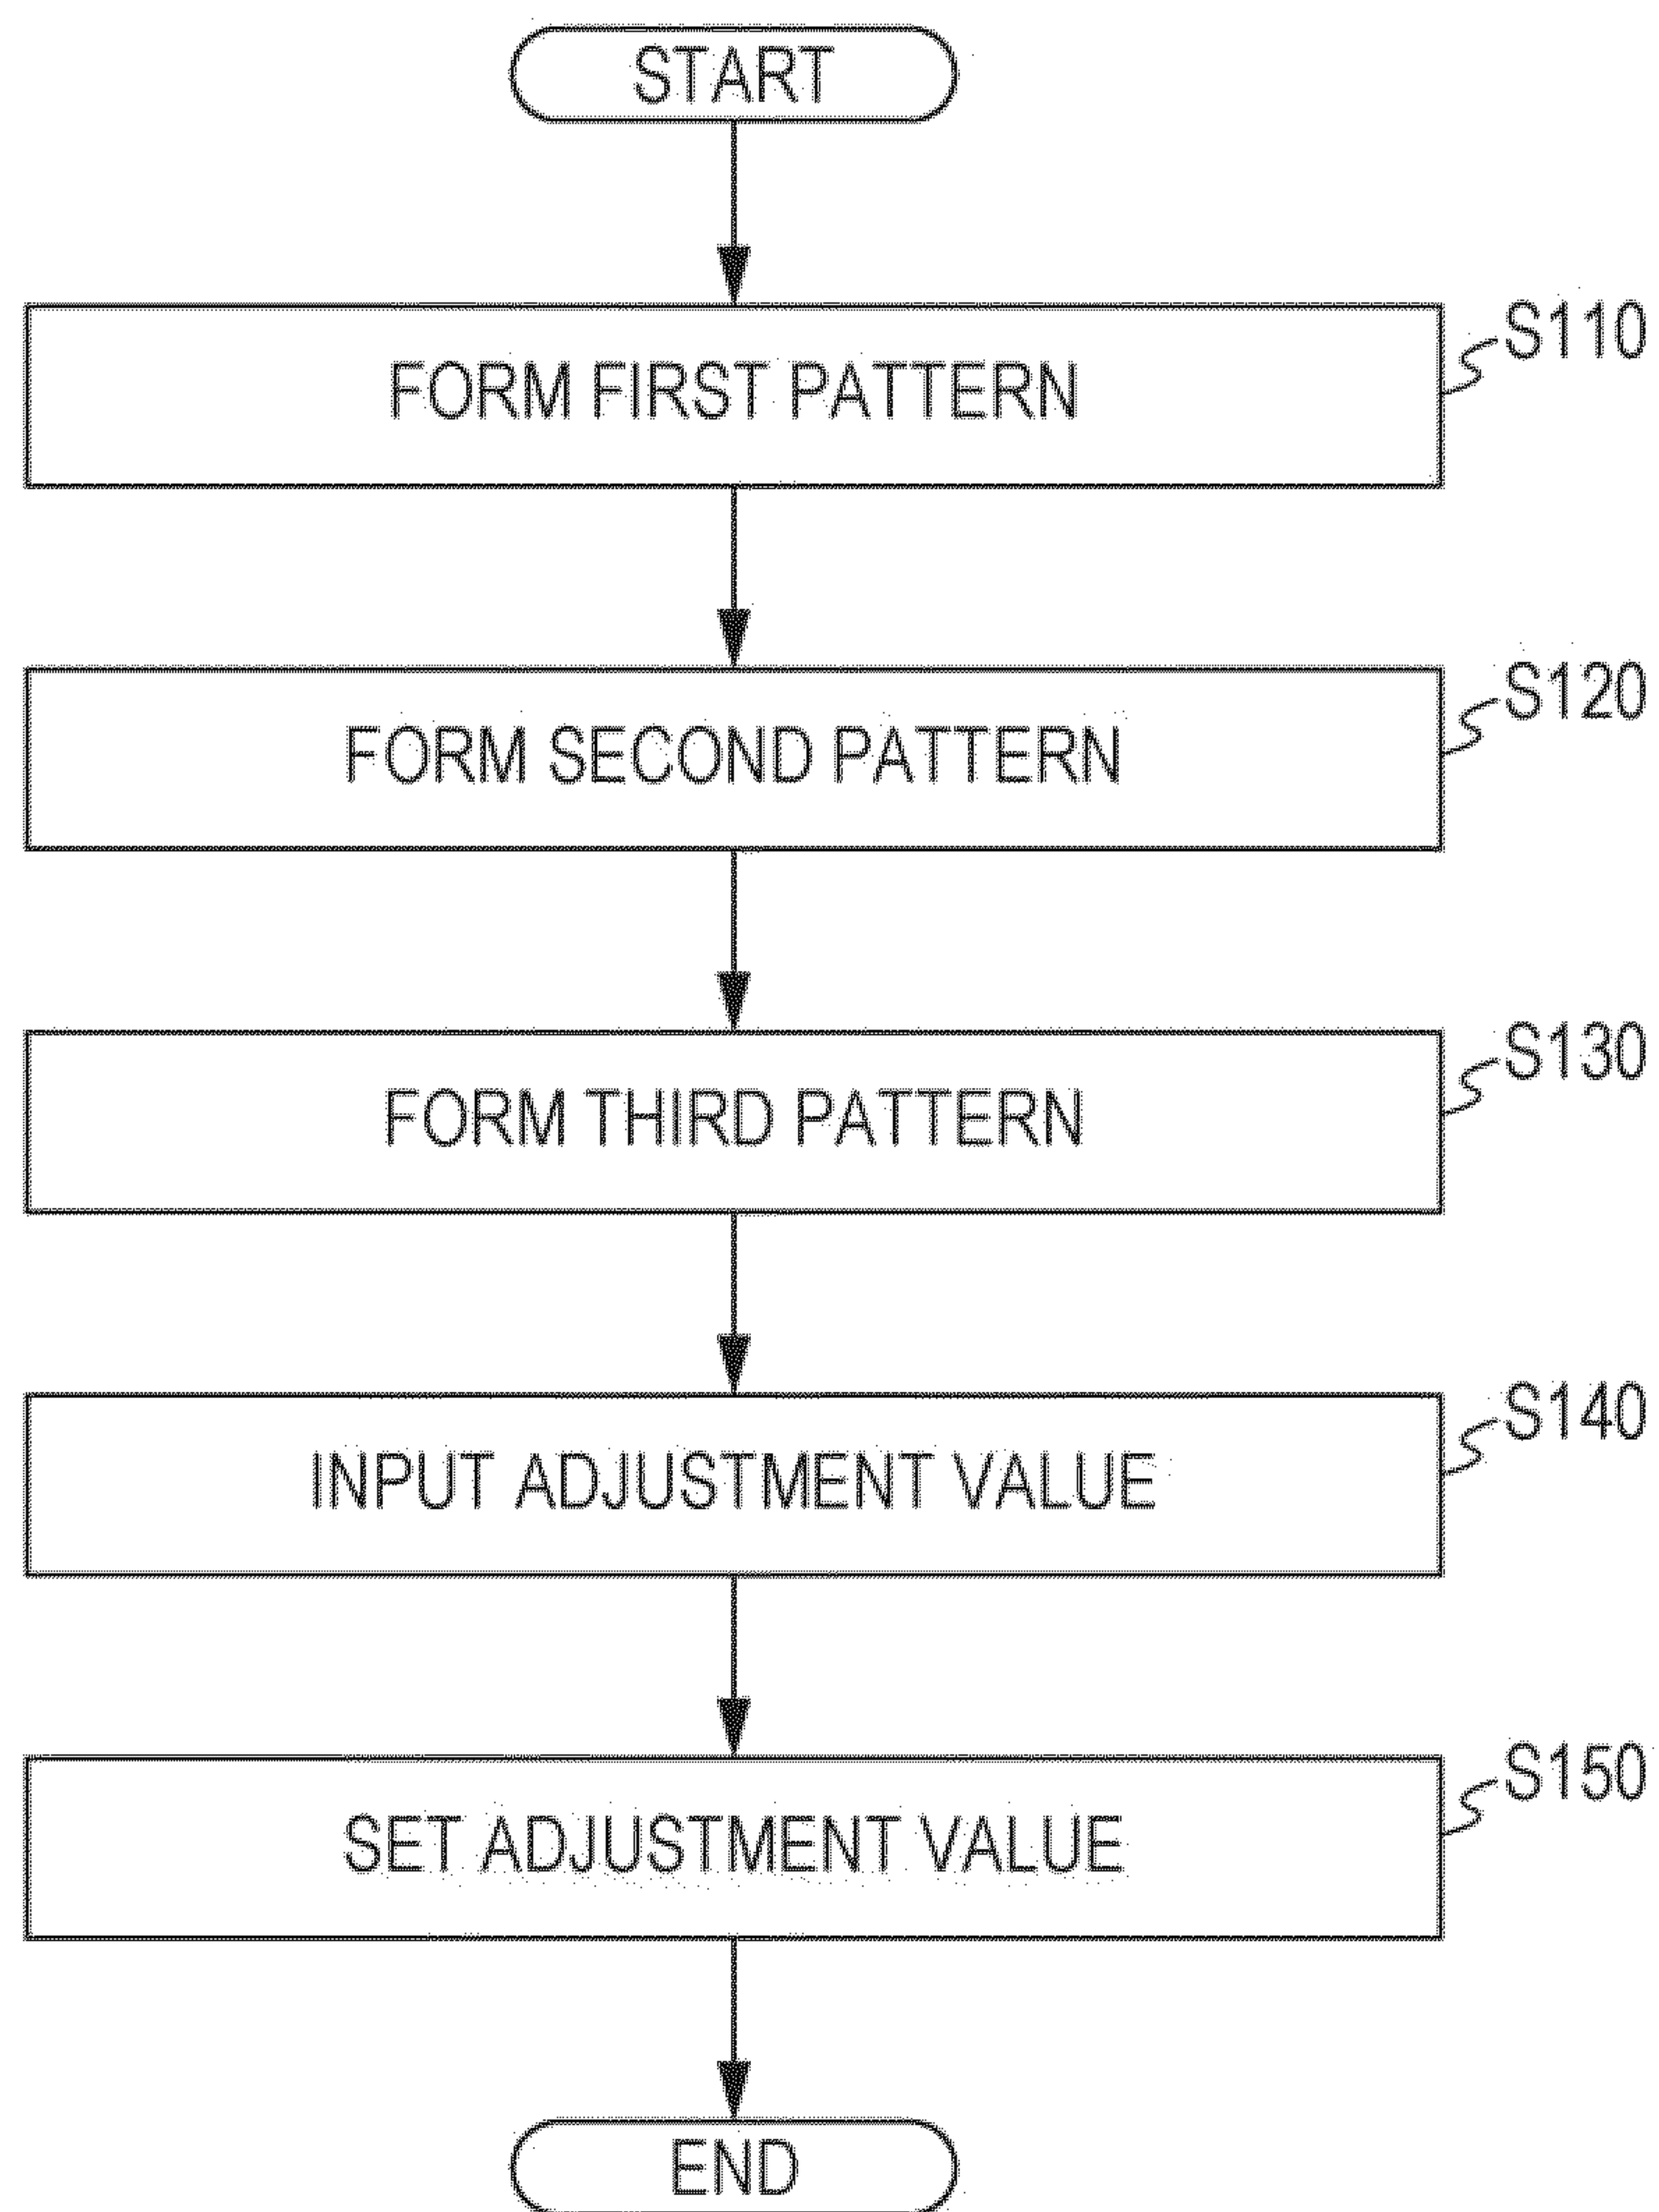 START
FORM FIRST PATTERN
S110
FORM SECOND PATTERN
S120
FORM THIRD PATTERN
S130
INPUT ADJUSTMENT VALUE
S140
SET ADJUSTMENT VALUE
S150
END